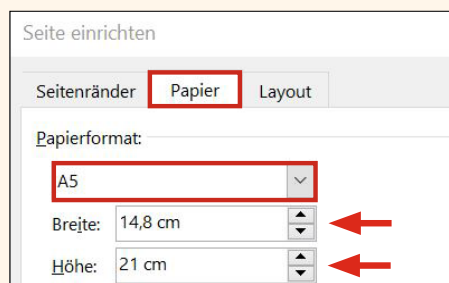 Seite einrichten
Seitenränder Papier Layout
Papierformat:
A5
Breite: 14,8 cm
Höhe: 21 cm